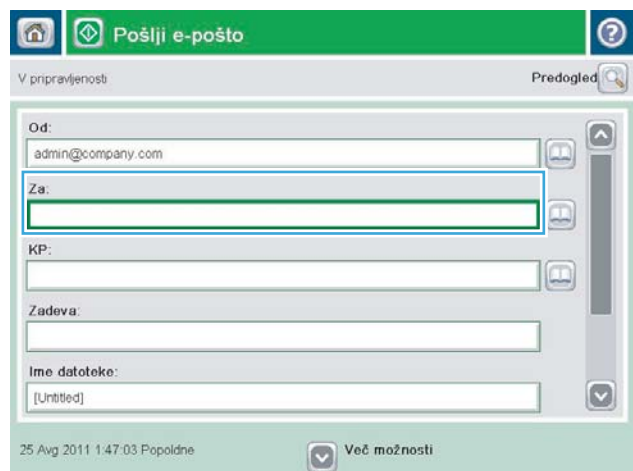 Pošlji e-pošto
V pripravljenosti
Predogled
Od:
admin@company.com
Za:
KP:
Zadeva:
Ime datoteke:
[Untitled]
25 Avg 2011 1:47:03 Popoldne
Več možnosti